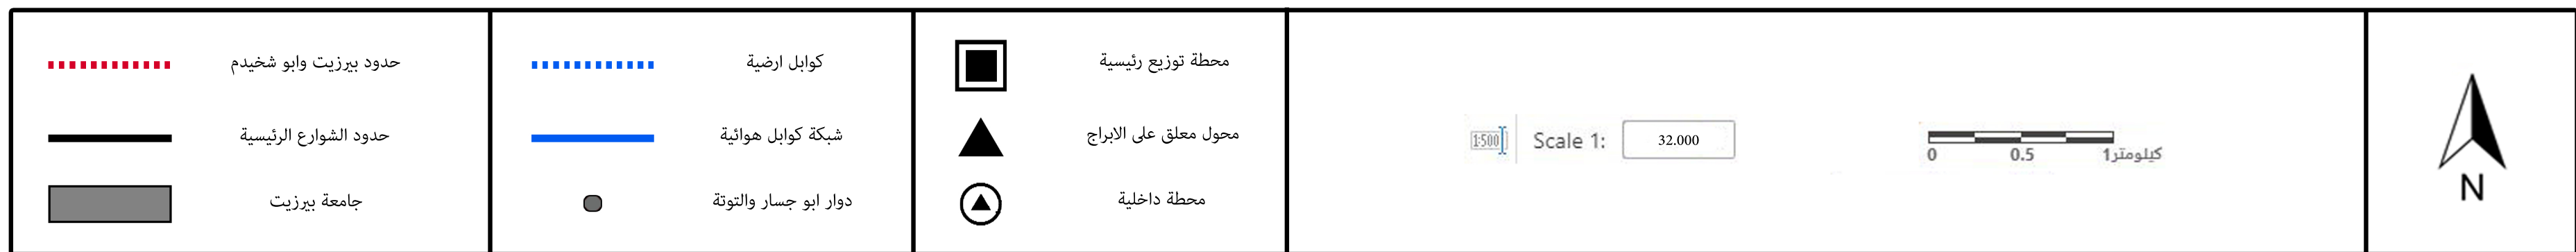 حدود بيرزيت وابو شخيدم
حدود الشوارع الرئيسية
جامعة بيرزيت
كوابل ارضية
شبكة كوابل هوائية
دوار ابو جسار والتوتة
محطة توزيع رئيسية
محول معلق على الابراج
محطة داخلية
1:500 Scale 1: 32.000
0 0.5 1كيلومتر
N